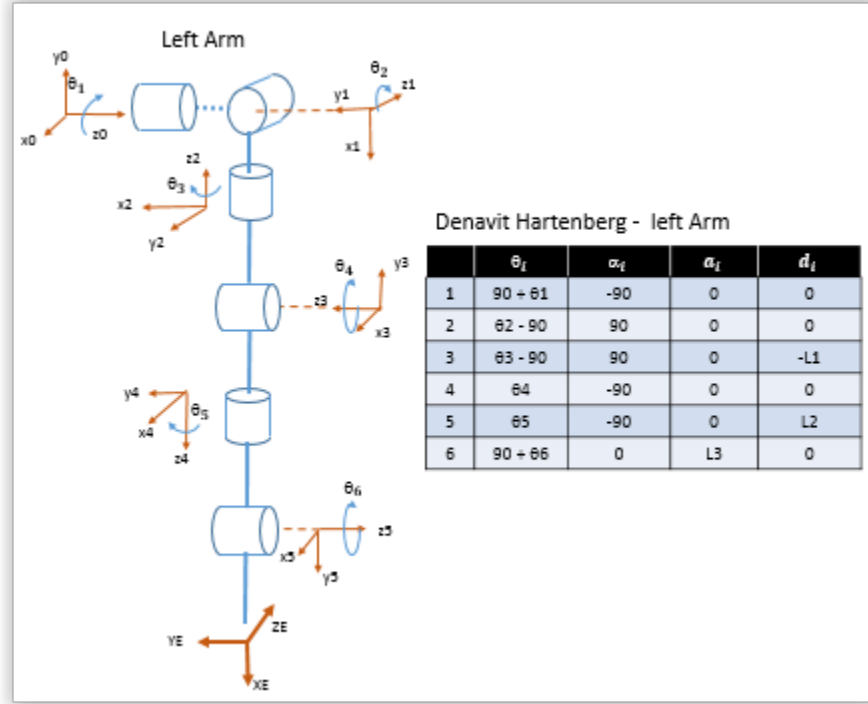 Left Arm
y0
θ1
x0
z0
θ2
z1
y1
x1
z2
θ3
x2
y2
θ4
y3
z3
x3
y4
θ5
x4
z4
θ6
z5
x5
y5
ZE
YE
XE
Denavit Hartenberg - left Arm
θi αi ai di
1 90 + θ1 -90 0 0
2 θ2 - 90 90 0 0
3 θ3 - 90 90 0 -L1
4 θ4 -90 0 0
5 θ5 -90 0 L2
6 90 + θ6 0 L3 0